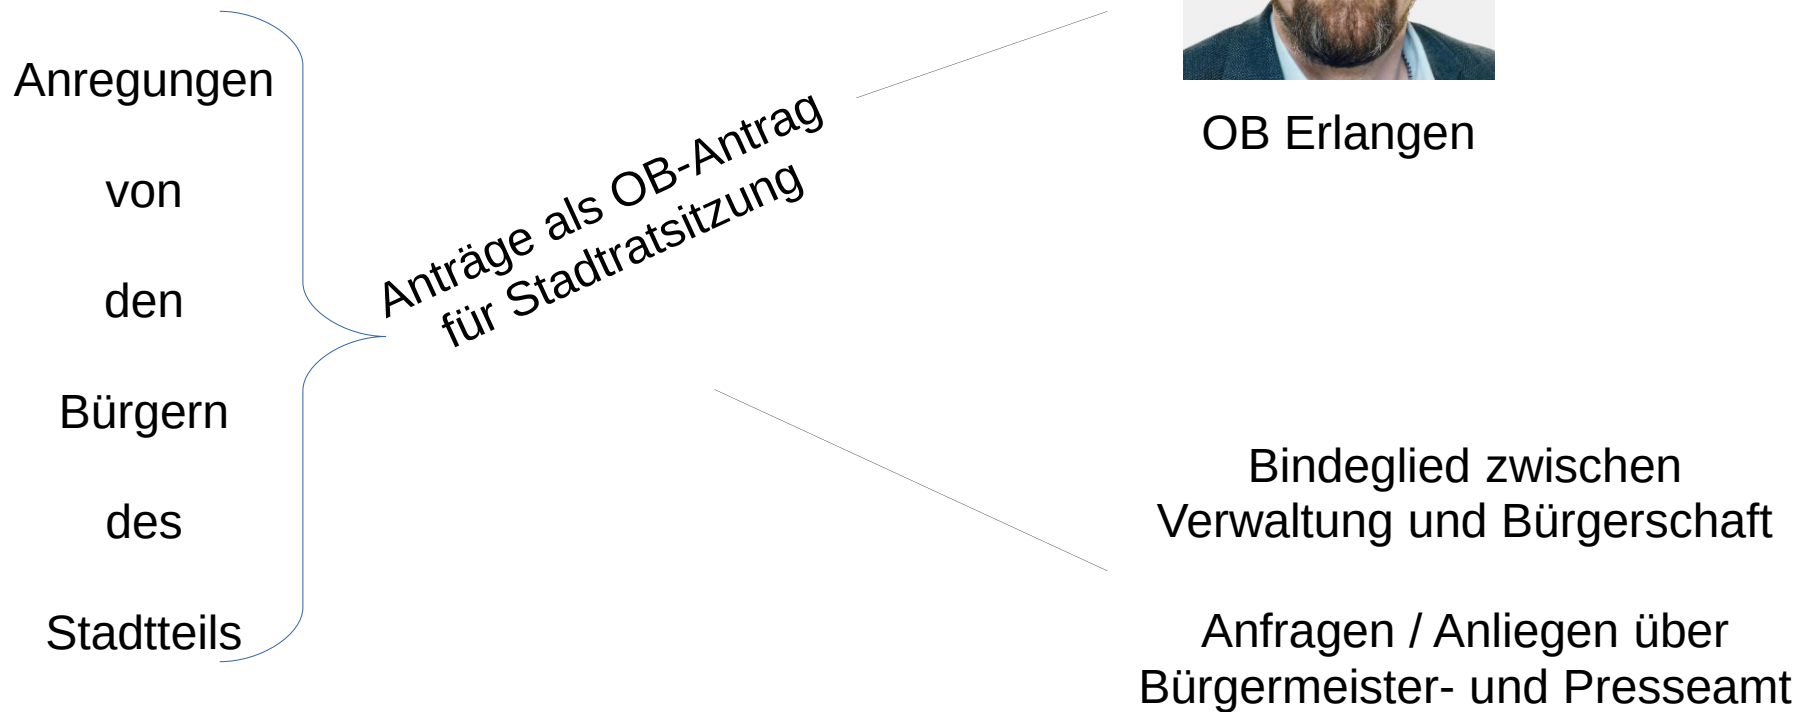 Anregungen
von
den
Bürgern
des
Stadtteils
Anträge als OB-Antrag
für Stadtratsitzung
OB Erlangen
Bindeglied zwischen
Verwaltung und Bürgerschaft
Anfragen / Anliegen über
Bürgermeister- und Presseamt